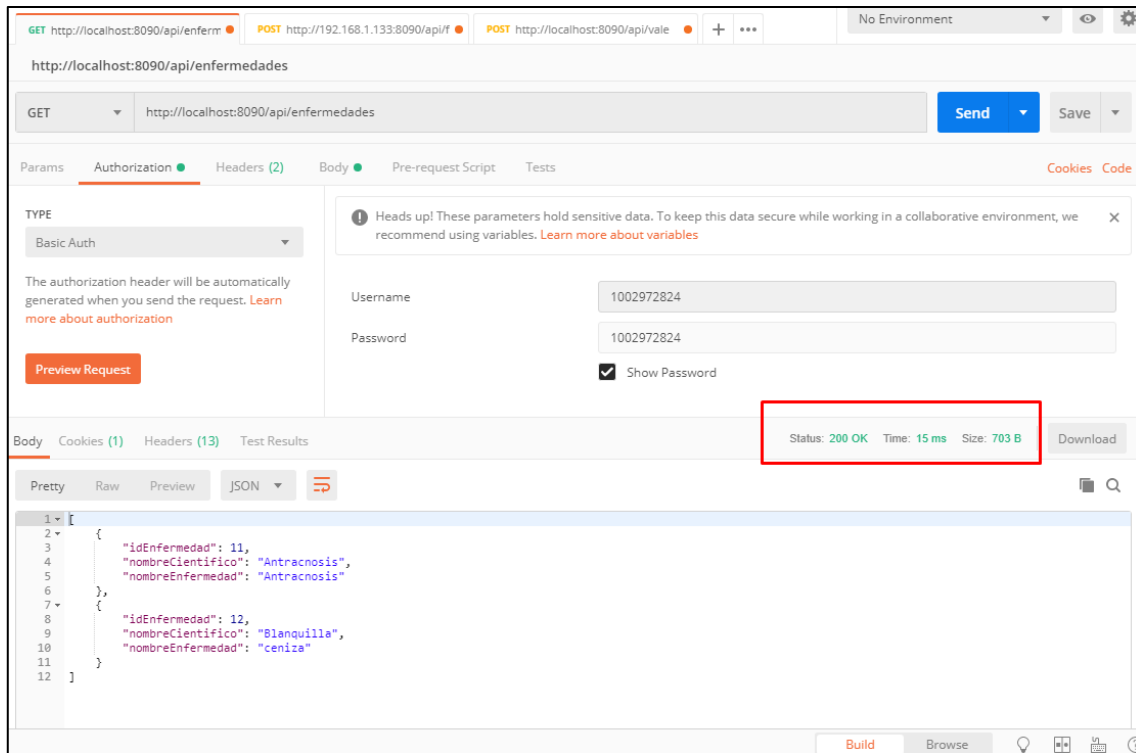 GET http://localhost:8090/api/enferm POST http://192.168.1.133:8090/api/f POST http://localhost:8090/api/vale + ••• No Environment
http://localhost:8090/api/enfermedades
GET http://localhost:8090/api/enfermedades Send Save
Params Authorization Headers (2) Body Pre-request Script Tests Cookies Code
TYPE
Basic Auth
The authorization header will be automatically
generated when you send the request. Learn
more about authorization
Preview Request
Heads up! These parameters hold sensitive data. To keep this data secure while working in a collaborative environment, we
recommend using variables. Learn more about variables
Username 1002972824
Password 1002972824
Show Password
Body Cookies (1) Headers (13) Test Results Status: 200 OK Time: 15 ms Size: 703 B Download
Pretty Raw Preview JSON
1 [
2 {
3 "idEnfermedad": 11,
4 "nombreCientifico": "Antracnosis",
5 "nombreEnfermedad": "Antracnosis"
6 },
7 {
8 "idEnfermedad": 12,
9 "nombreCientifico": "Blanquilla",
10 "nombreEnfermedad": "ceniza"
11 }
12 ]
Build Browse